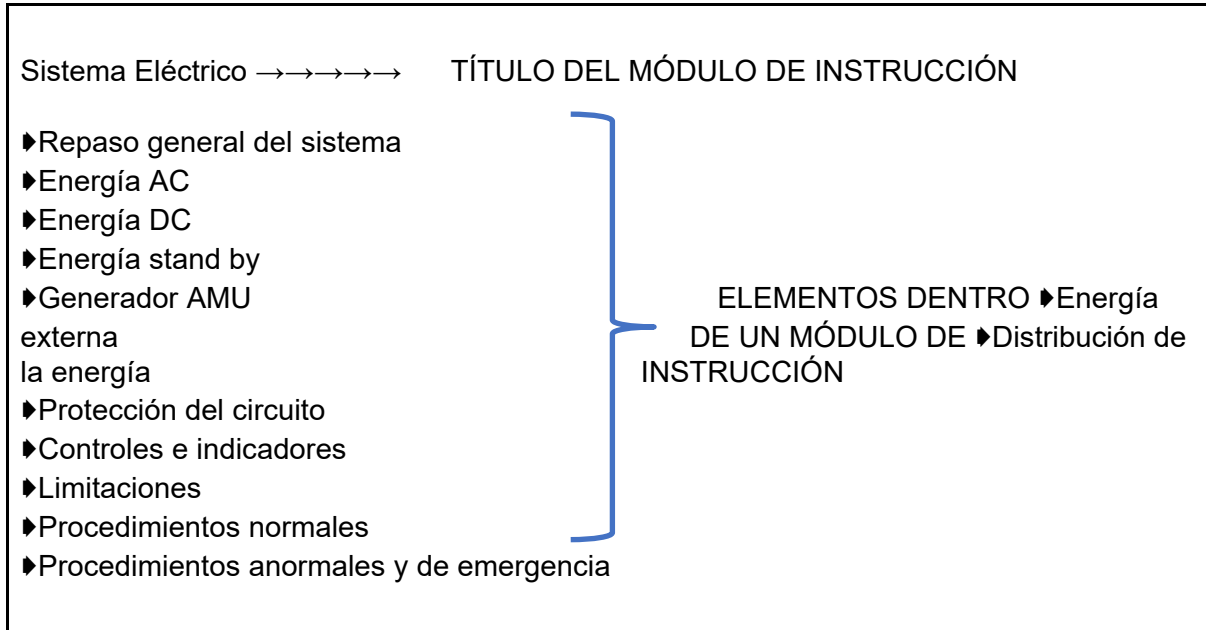 Sistema Eléctrico →→→→→ TÍTULO DEL MÓDULO DE INSTRUCCIÓN
➧Repaso general del sistema
➧Energía AC
➧Energía DC
➧Energía stand by
➧Generador AMU ELEMENTOS DENTRO ➧Energía
externa DE UN MÓDULO DE ➧Distribución de
la energía INSTRUCCIÓN
➧Protección del circuito
➧Controles e indicadores
➧Limitaciones
➧Procedimientos normales
➧Procedimientos anormales y de emergencia